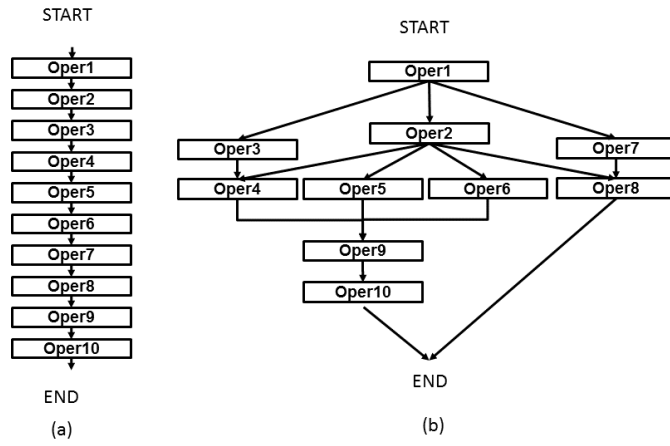 START
Oper1
Oper2
Oper3
Oper4
Oper5
Oper6
Oper7
Oper8
Oper9
Oper10
END
(a)
START
Oper1
Oper2
Oper3
Oper7
Oper4
Oper5
Oper6
Oper8
Oper9
Oper10
END
(b)